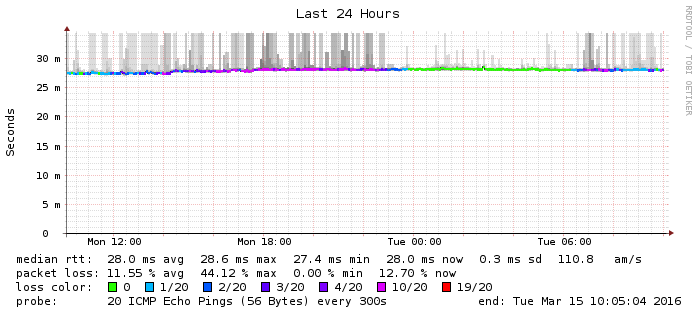 Last 24 Hours
RRDTOOL / TOBI OETIKER
Seconds
30 m
25 m
20 m
15 m
10 m
5 m
0
Mon 12:00 Mon 18:00 Tue 00:00 Tue 06:00
median rtt: 28.0 ms avg 28.6 ms max 27.4 ms min 28.0 ms now 0.3 ms sd 110.8 am/s
packet loss: 11.55 % avg 44.12 % max 0.00 % min 12.70 % now
loss color: 0 1/20 2/20 3/20 4/20 10/20 19/20
probe: 20 ICMP Echo Pings (56 Bytes) every 300s end: Tue Mar 15 10:05:04 2016